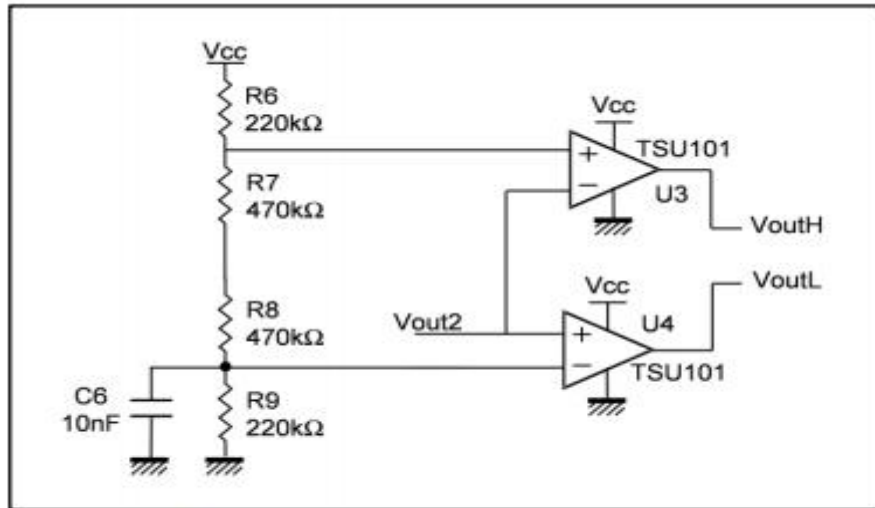 Vcc
R6
220kΩ
R7
470kΩ
R8
470kΩ
C6
10nF
R9
220kΩ
Vcc
+
−
TSU101
U3
VoutH
VoutL
Vout2
Vcc
U4
+
−
TSU101